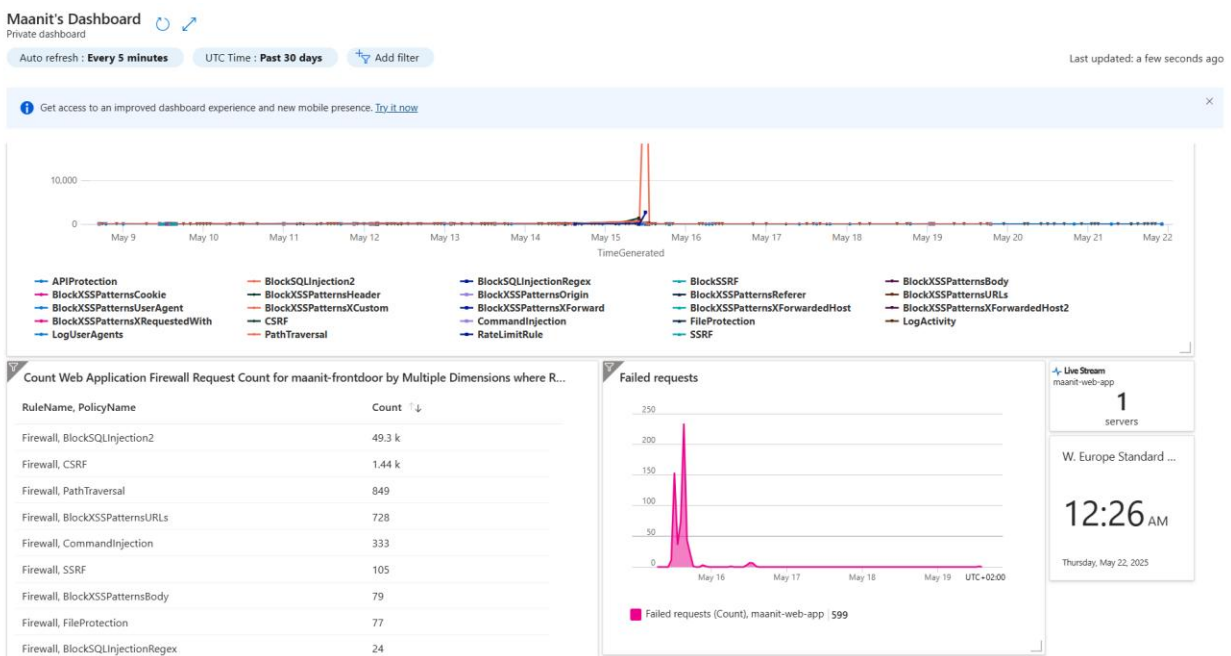 Maanit's Dashboard
Private dashboard
Auto refresh : Every 5 minutes
UTC Time : Past 30 days
Add filter
Last updated: a few seconds ago
Get access to an improved dashboard experience and new mobile presence. Try it now
10,000
0
May 9 May 10 May 11 May 12 May 13 May 14 May 15 May 16 May 17 May 18 May 19 May 20 May 21 May 22
TimeGenerated
APIProtection BlockSQLInjection2 BlockSQLInjectionRegex BlockSSRF BlockXSSPatternsBody
BlockXSSPatternsCookie BlockXSSPatternsHeader BlockXSSPatternsOrigin BlockXSSPatternsReferer BlockXSSPatternsURLs
BlockXSSPatternsUserAgent BlockXSSPatternsXCustom BlockXSSPatternsXForward BlockXSSPatternsXForwardedHost BlockXSSPatternsXForwardedHost2
BlockXSSPatternsXRequestedWith CSRF CommandInjection FileProtection LogActivity
LogUserAgents PathTraversal RateLimitRule SSRF
Count Web Application Firewall Request Count for maanit-frontdoor by Multiple Dimensions where R...
RuleName, PolicyName Count
Firewall, BlockSQLInjection2 49.3 k
Firewall, CSRF 1.44 k
Firewall, PathTraversal 849
Firewall, BlockXSSPatternsURLs 728
Firewall, CommandInjection 333
Firewall, SSRF 105
Firewall, BlockXSSPatternsBody 79
Firewall, FileProtection 77
Firewall, BlockSQLInjectionRegex 24
Failed requests
250
200
150
100
50
0
May 16 May 17 May 18 May 19 UTC+02:00
Failed requests (Count), maanit-web-app 599
Live Stream
maanit-web-app
1
servers
W. Europe Standard ...
12:26 AM
Thursday, May 22, 2025